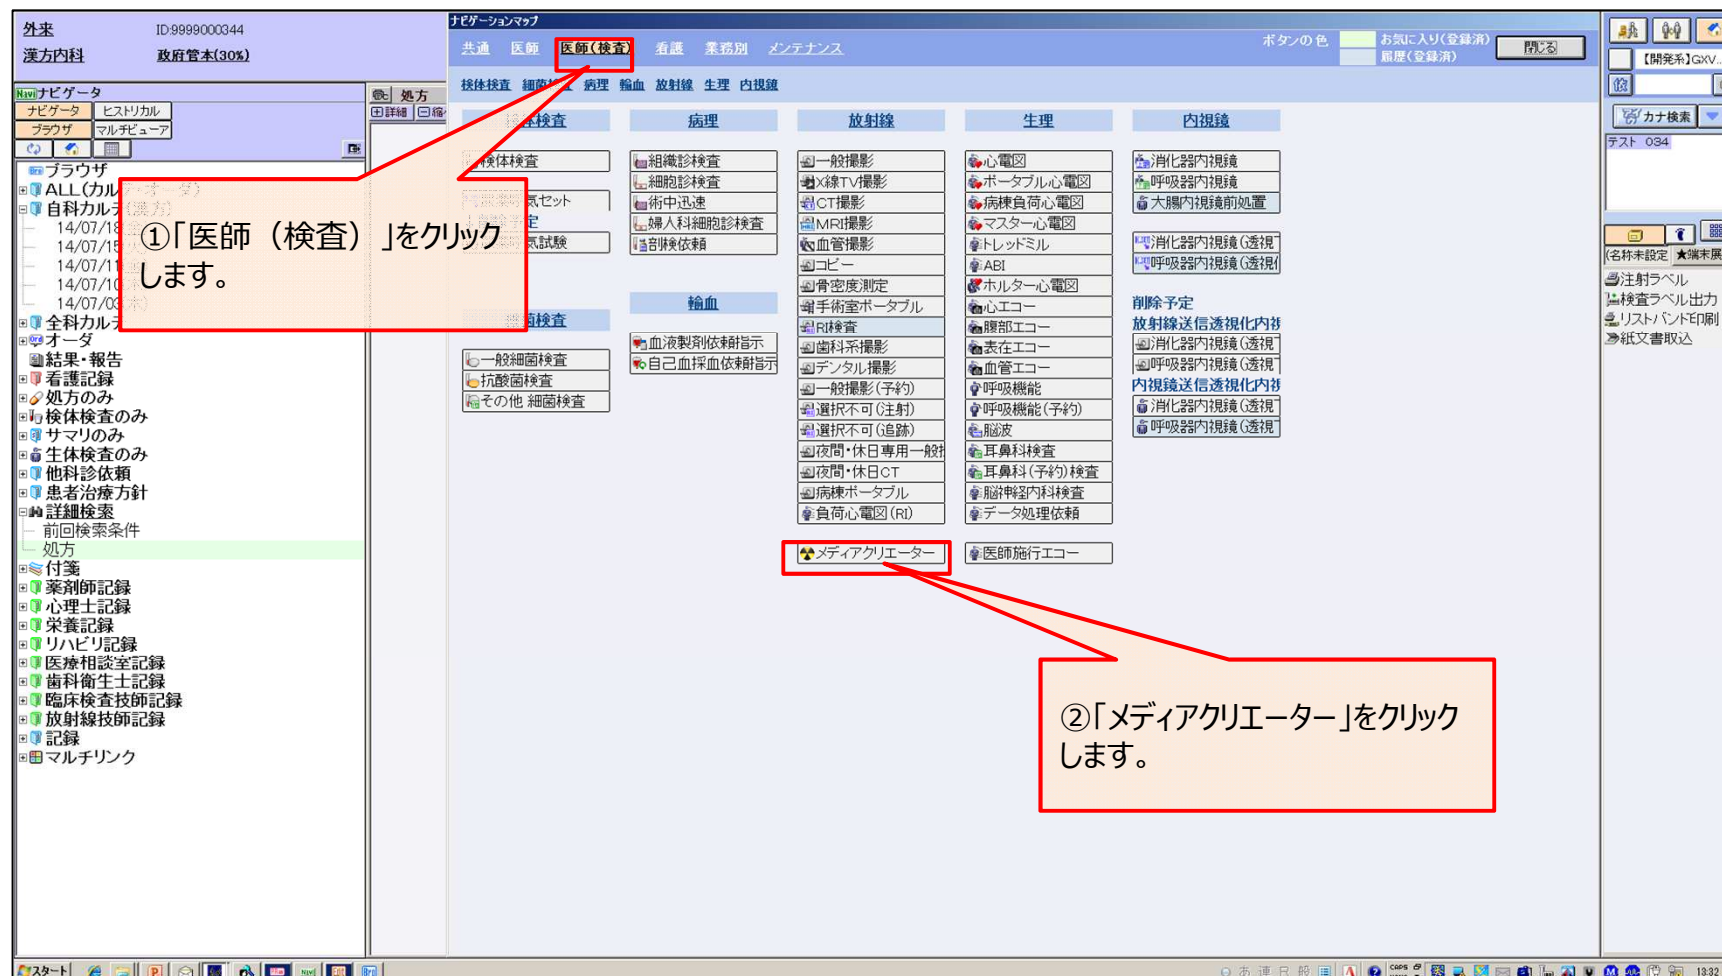 外来
ID:9999000344
漢方内科
政府管本(30%)
Navi ナビゲータ
ナビゲータ ヒストリカル
ブラウザ マルチビューア
ブラウザ
自科カルテ
14/07/18
14/07/15
14/07/11
14/07/10
14/07/03
オーダ
結果・報告
看護記録
処方のみ
検体検査のみ
サマリのみ
生体検査のみ
他科診依頼
患者治療方針
詳細検索
前回検索条件
処方
付箋
薬剤師記録
心理士記録
栄養記録
リハビリ記録
医療相談室記録
歯科衛生士記録
臨床検査技師記録
放射線技師記録
記録
マルチリンク
処方
詳細
ナビゲーションマップ
共通 医師 医師(検査) 看護 業務別 メンテナンス
ボタンの色
お気に入り(登録済)
履歴(登録済)
閉じる
検体検査 病理 輸血 放射線 生理 内視鏡
①「医師（検査）」をクリック
します。
一般細菌検査
抗酸菌検査
その他 細菌検査
病理
組織診検査
細胞診検査
術中迅速
婦人科細胞診検査
剖検依頼
輸血
血液製剤依頼指示
自己血採血依頼指示
放射線
一般撮影
X線TV撮影
CT撮影
MRI撮影
血管撮影
コピー
骨密度測定
手術室ポータブル
RI検査
歯科系撮影
デンタル撮影
一般撮影(予約)
選択不可(注射)
選択不可(追跡)
夜間・休日専用一般
夜間・休日CT
病棟ポータブル
負荷心電図(RI)
メディアクリエーター
生理
心電図
ポータブル心電図
病棟負荷心電図
マスター心電図
トレッドミル
ABI
ホルター心電図
心エコー
腹部エコー
表在エコー
血管エコー
呼吸機能
呼吸機能(予約)
脳波
耳鼻科検査
耳鼻科(予約)検査
脳神経内科検査
データ処理依頼
医師施行エコー
内視鏡
消化器内視鏡
呼吸器内視鏡
大腸内視鏡前処置
消化器内視鏡(透視
呼吸器内視鏡(透視
削除予定
放射線送信透視化内視
消化器内視鏡(透視
呼吸器内視鏡(透視
内視鏡送信透視化内視
消化器内視鏡(透視
呼吸器内視鏡(透視
②「メディアクリエーター」をクリック
します。
【開発系】GXV...
カナ検索
テスト 034
(名称未設定 ★端末展
注射ラベル
検査ラベル出力
リストバンド印刷
紙文書取込
スタート
13:32